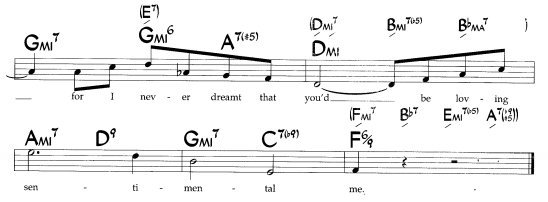 (E7)
GMI7 GMI6 A7(#5) (DMI7 BMI7(b5) BbMA7 )
DMI
for I nev - er dreamt that you'd be lov - ing
(FMI7 Bb7 EMI7(b5) A7(b9)(#5))
AMI7 D9 GMI7 C7(b9) F6/9
sen - ti - men - tal me.